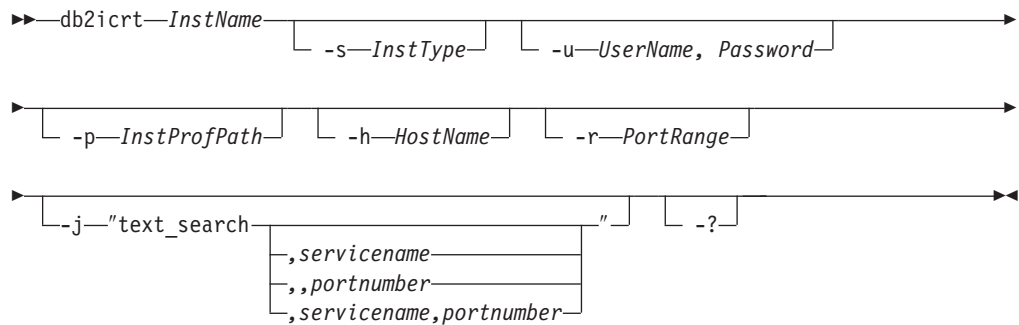 db2icrt InstName
-s InstType -u UserName, Password
-p InstProfPath -h HostName -r PortRange
-j "text_search " -?
,servicename
,,portnumber
,servicename,portnumber